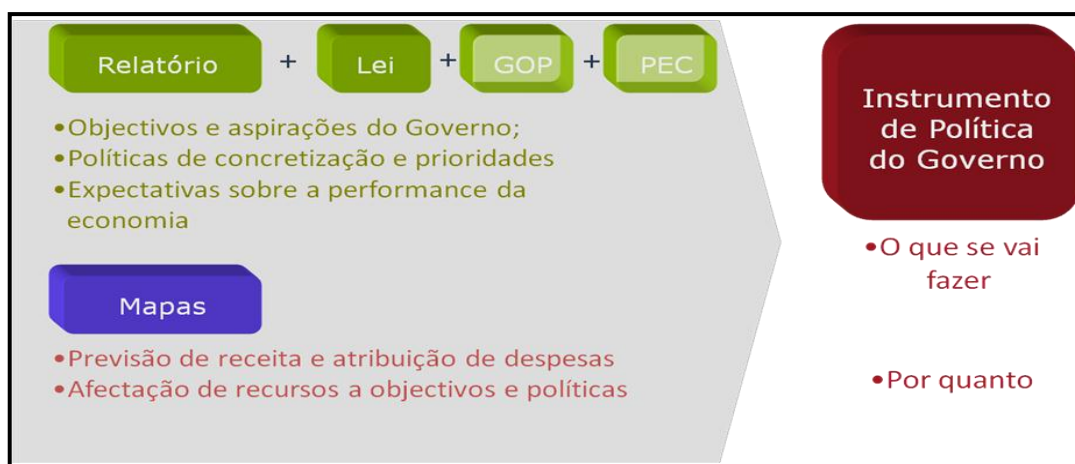 Relatório + Lei + GOP + PEC
•Objectivos e aspirações do Governo;
•Políticas de concretização e prioridades
•Expectativas sobre a performance da
economia
Mapas
•Previsão de receita e atribuição de despesas
•Afectação de recursos a objectivos e políticas
Instrumento
de Política
do Governo
•O que se vai
fazer
•Por quanto